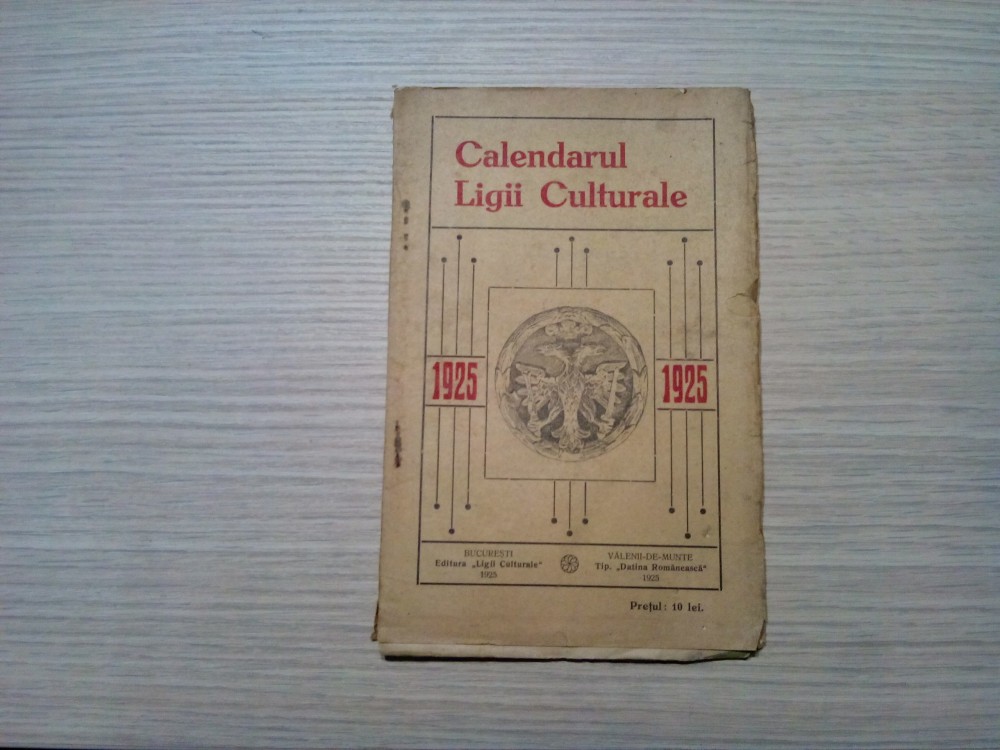 Calendarul
Ligii Culturale
1925
1925
BUCUREȘTI
Editura „Ligii Culturale"
1925
VĂLENII-DE-MUNTE
Tip. „Datina Românească"
1925
Prețul: 10 lei.